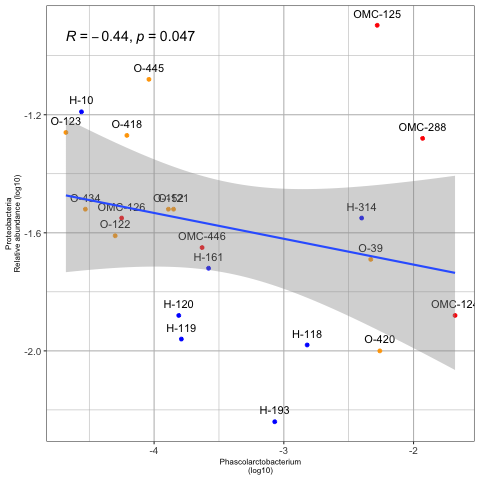 OMC-125
R = – 0.44, p = 0.047
O-445
H-10
-1.2
O-123
O-418
OMC-288
O-434
OMC-126
H-314
O-122
-1.6
OMC-446
O-39
H-161
Proteobacteria
Relative abundance (log10)
H-120
OMC-124
H-119
H-118
O-420
-2.0
H-193
-4
-3
-2
Phascolarctobacterium
(log10)